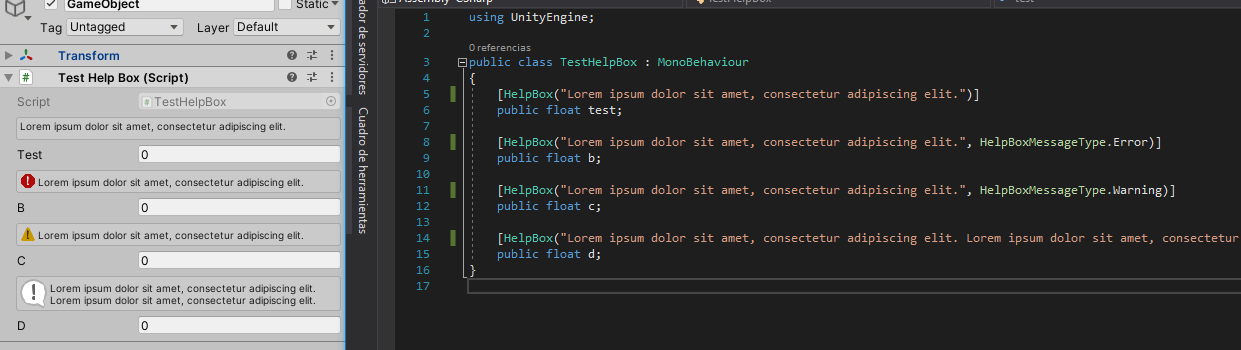 GameObject
Static
Tag Untagged Layer Default
Transform
Test Help Box (Script)
Script TestHelpBox
Lorem ipsum dolor sit amet, consectetur adipiscing elit.
Test 0
Lorem ipsum dolor sit amet, consectetur adipiscing elit.
B 0
Lorem ipsum dolor sit amet, consectetur adipiscing elit.
C 0
Lorem ipsum dolor sit amet, consectetur adipiscing elit.
Lorem ipsum dolor sit amet, consectetur adipiscing elit.
D 0
de servidores
Cuadro de herramientas
1 using UnityEngine;
2
0 referencias
3 public class TestHelpBox : MonoBehaviour
4 {
5 [HelpBox("Lorem ipsum dolor sit amet, consectetur adipiscing elit.")]
6 public float test;
7
8 [HelpBox("Lorem ipsum dolor sit amet, consectetur adipiscing elit.", HelpBoxMessageType.Error)]
9 public float b;
10
11 [HelpBox("Lorem ipsum dolor sit amet, consectetur adipiscing elit.", HelpBoxMessageType.Warning)]
12 public float c;
13
14 [HelpBox("Lorem ipsum dolor sit amet, consectetur adipiscing elit. Lorem ipsum dolor sit amet, consectetur
15 public float d;
16 }
17